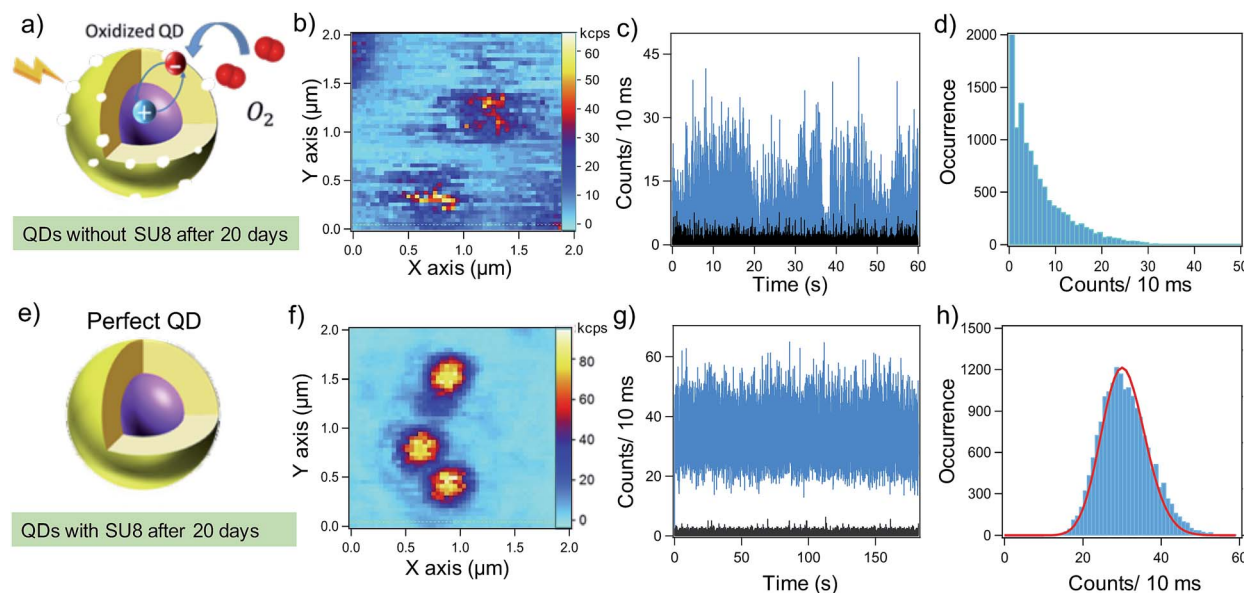 a)
Oxidized QD
−
+
O₂
QDs without SU8 after 20 days
b)
kcps
60
50
40
30
20
10
0
2.0
1.5
1.0
0.5
0.0
Y axis (µm)
0.0 0.5 1.0 1.5 2.0
X axis (µm)
c)
45
30
15
0
Counts/ 10 ms
0 10 20 30 40 50 60
Time (s)
d)
2000
1500
1000
500
0
Occurrence
0 10 20 30 40 50
Counts/ 10 ms
e)
Perfect QD
QDs with SU8 after 20 days
f)
kcps
80
60
40
20
0
2.0
1.5
1.0
0.5
0.0
Y axis (µm)
0.0 0.5 1.0 1.5 2.0
X axis (µm)
g)
60
40
20
0
Counts/ 10 ms
0 50 100 150
Time (s)
h)
1500
1200
900
600
300
0
Occurrence
0 20 40 60
Counts/ 10 ms